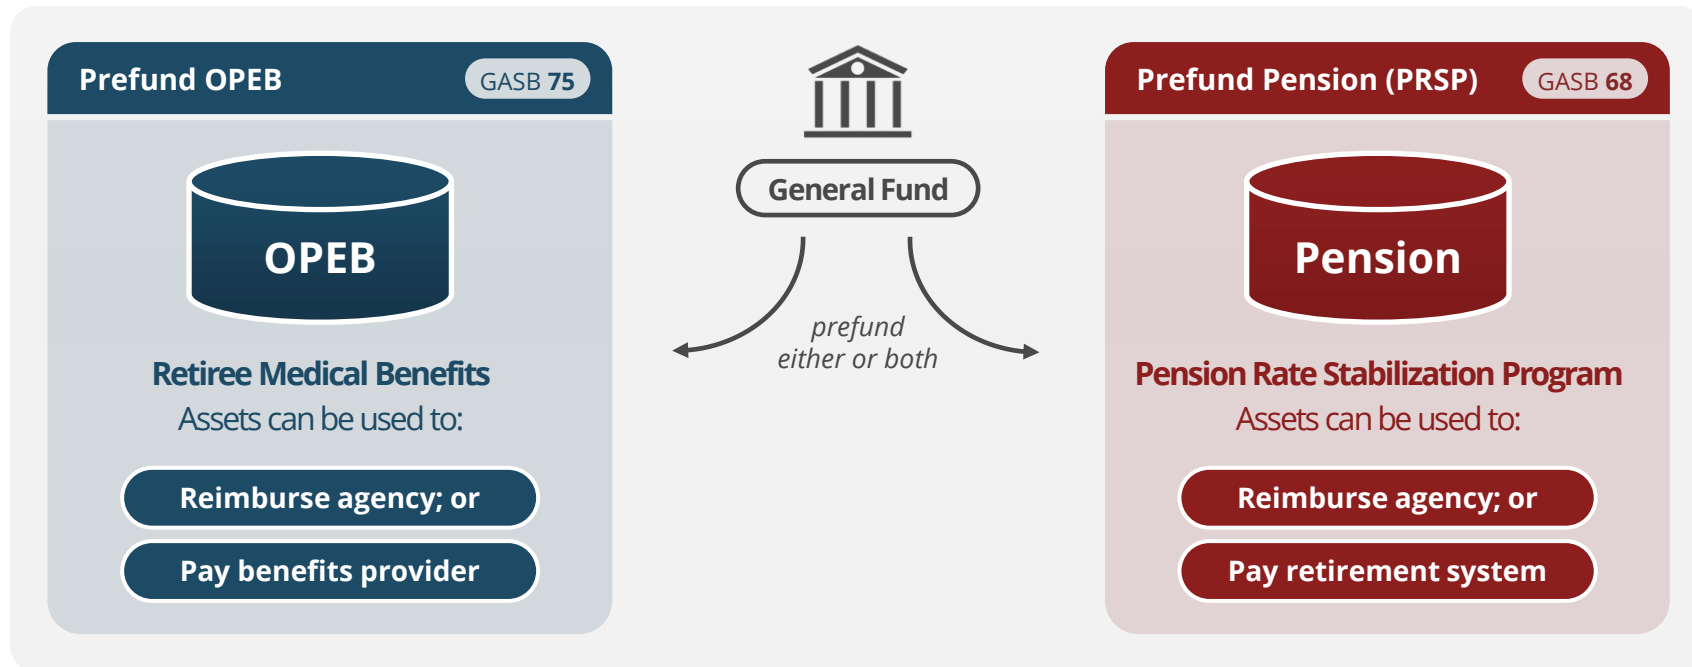 Prefund OPEB
GASB 75
OPEB
Retiree Medical Benefits
Assets can be used to:
Reimburse agency; or
Pay benefits provider
General Fund
prefund
either or both
Prefund Pension (PRSP)
GASB 68
Pension
Pension Rate Stabilization Program
Assets can be used to:
Reimburse agency; or
Pay retirement system